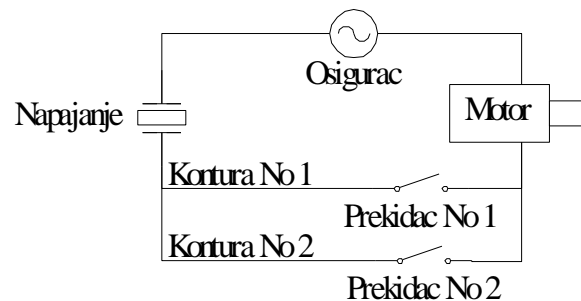 Osigurac
Napajanje
Motor
Kontura No 1
Prekidac No 1
Kontura No 2
Prekidac No 2